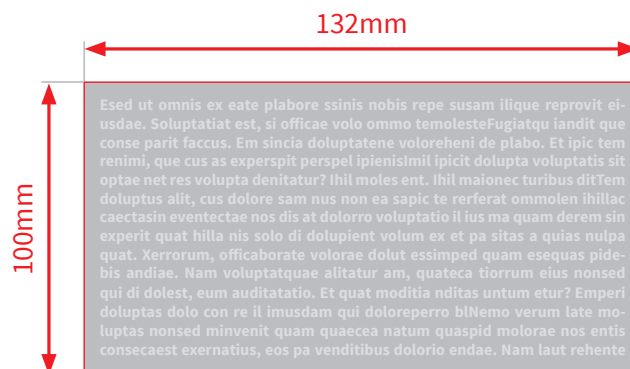 132mm
100mm
Esed ut omnis ex eate plabore ssinis nobis repe susam ilique reprovit ei-
usdae. Soluptatiat est, si officae volo ommo temolesteFugiatqu iandit que
conse parit faccus. Em sincia doluptatene voloreheni de plabo. Et ipic tem
renimi, que cus as experspit perspel ipienisImil ipicit dolupta voluptatis sit
optae net res volupta denitatur? Ihil moles ent. Ihil maionec turibus ditTem
doluptus alit, cus dolore sam nus non ea sapic te rerferat ommolen ihillac
caectasin eventectae nos dis at dolorro voluptatio il ius ma quam derem sin
experit quat hilla nis solo di dolupient volum ex et pa sitas a quias nulpa
quat. Xerrorum, officaborate volorae dolut essimped quam esequas pide-
bis andiae. Nam voluptatquae alitatur am, quateca tiorrum eius nonsed
qui di dolest, eum auditatatio. Et quat moditia nditas untum etur? Emperi
doluptas dolo con re il imusdam qui doloreperro blNemo verum late mo-
luptas nonsed minvenit quam quaecea natum quaspid molorae nos entis
consecaest exernatius, eos pa venditibus dolorio endae. Nam laut rehente